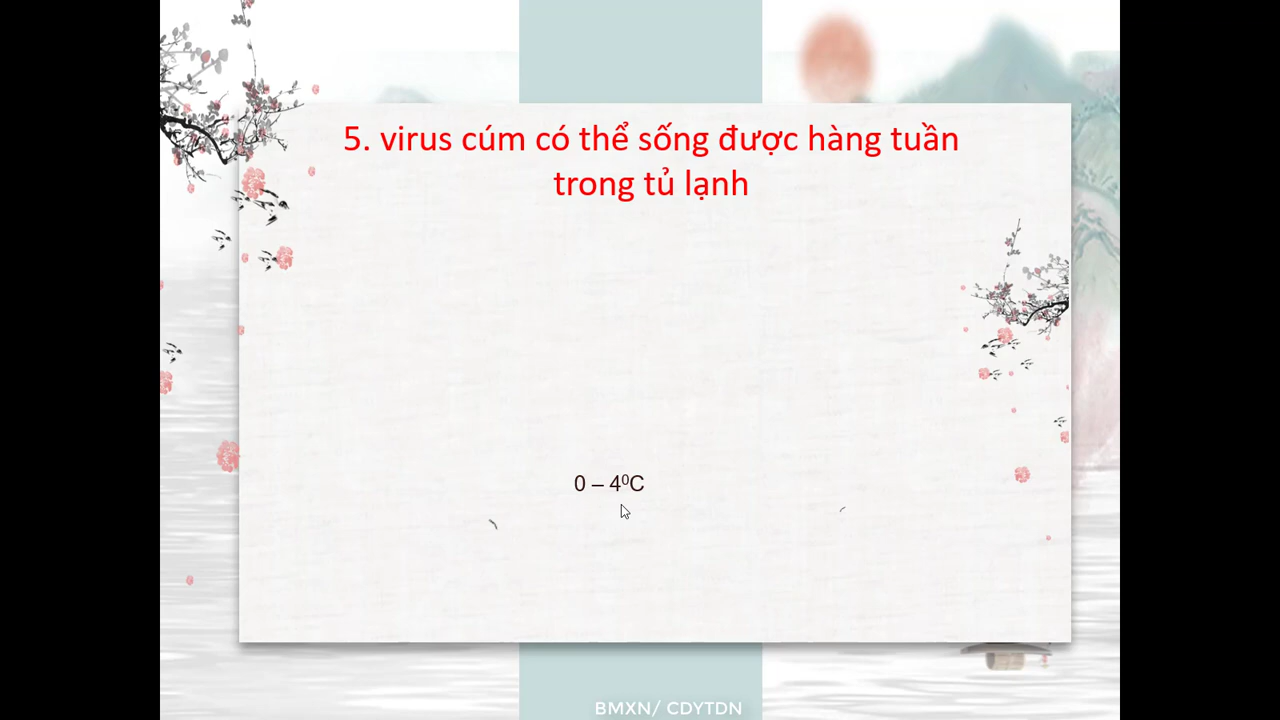 5. virus cúm có thể sống được hàng tuần
trong tủ lạnh
0 – 4⁰C
BMXN/ CDYTDN